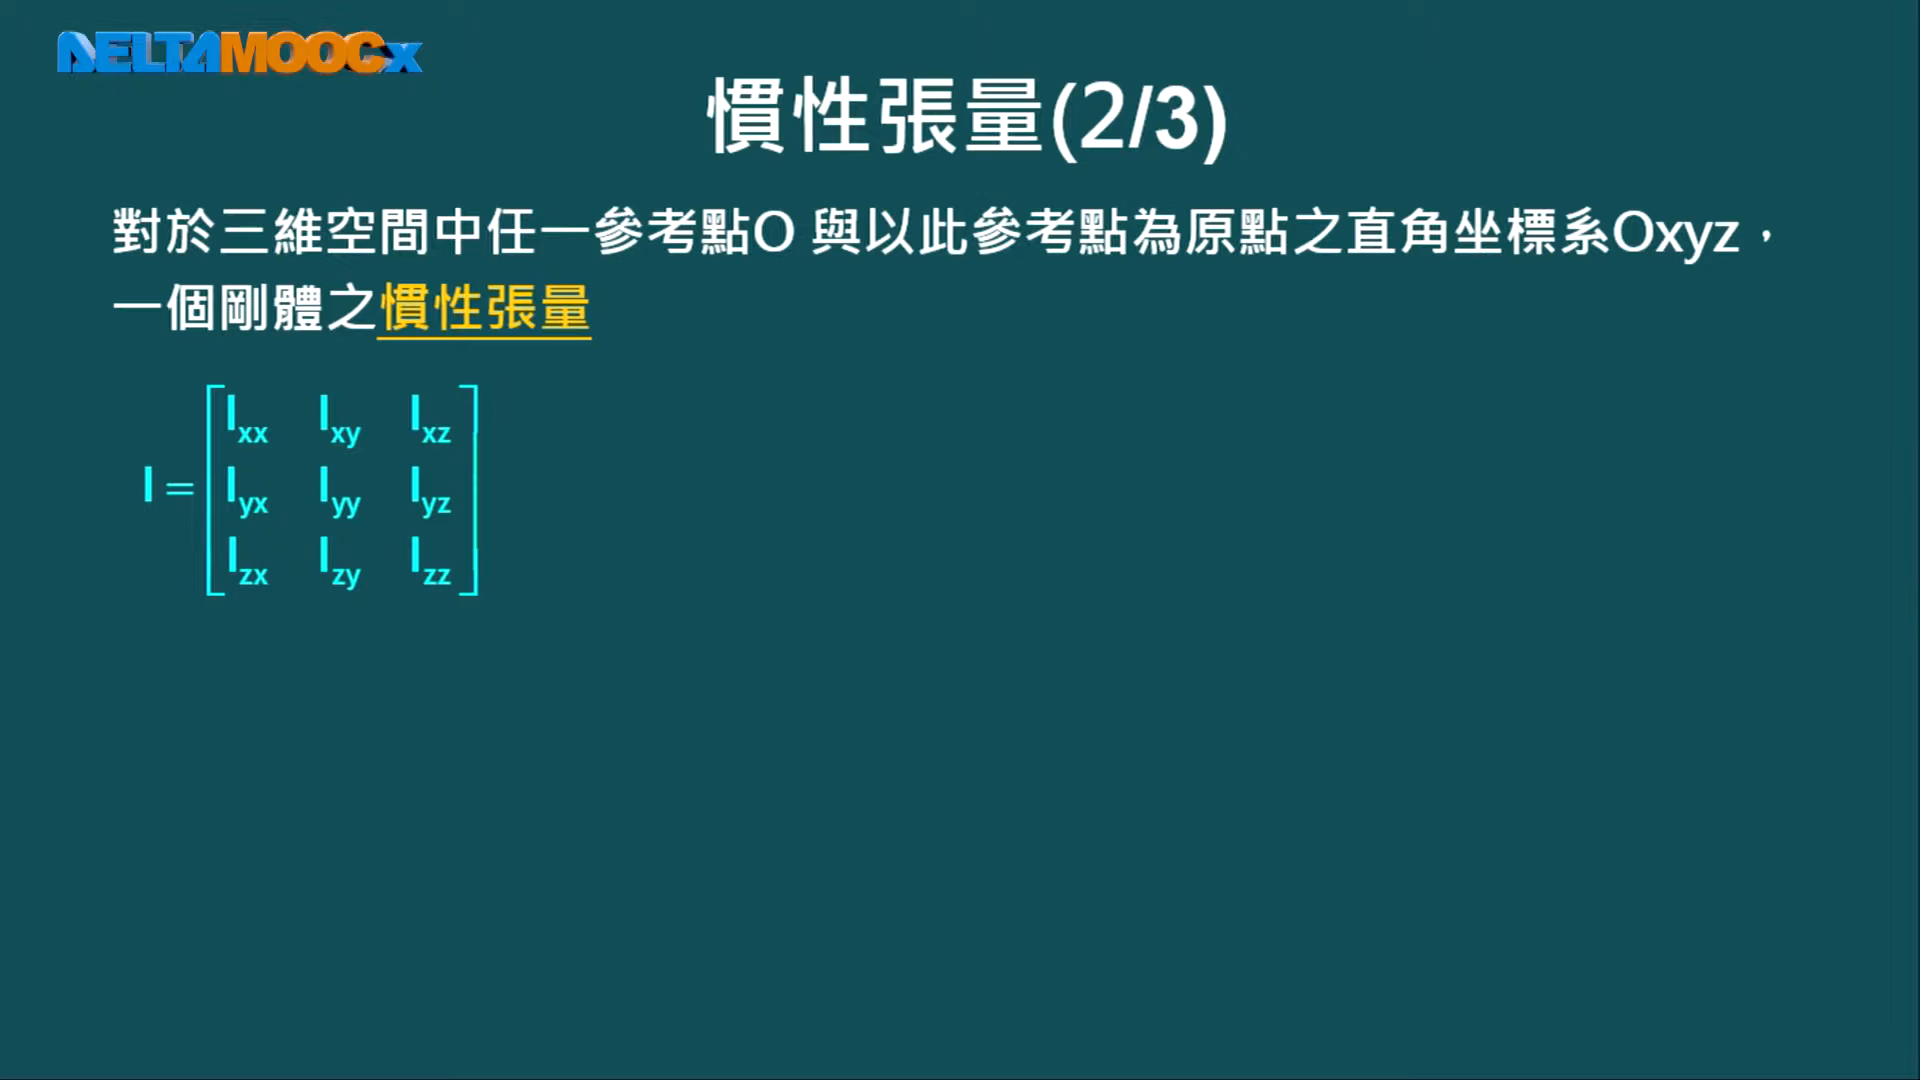 DELTAMOOCx
慣性張量(2/3)
對於三維空間中任一參考點O 與以此參考點為原點之直角坐標系Oxyz，
一個剛體之慣性張量
I = [ Ixx Ixy Ixz
Iyx Iyy Iyz
Izx Izy Izz ]